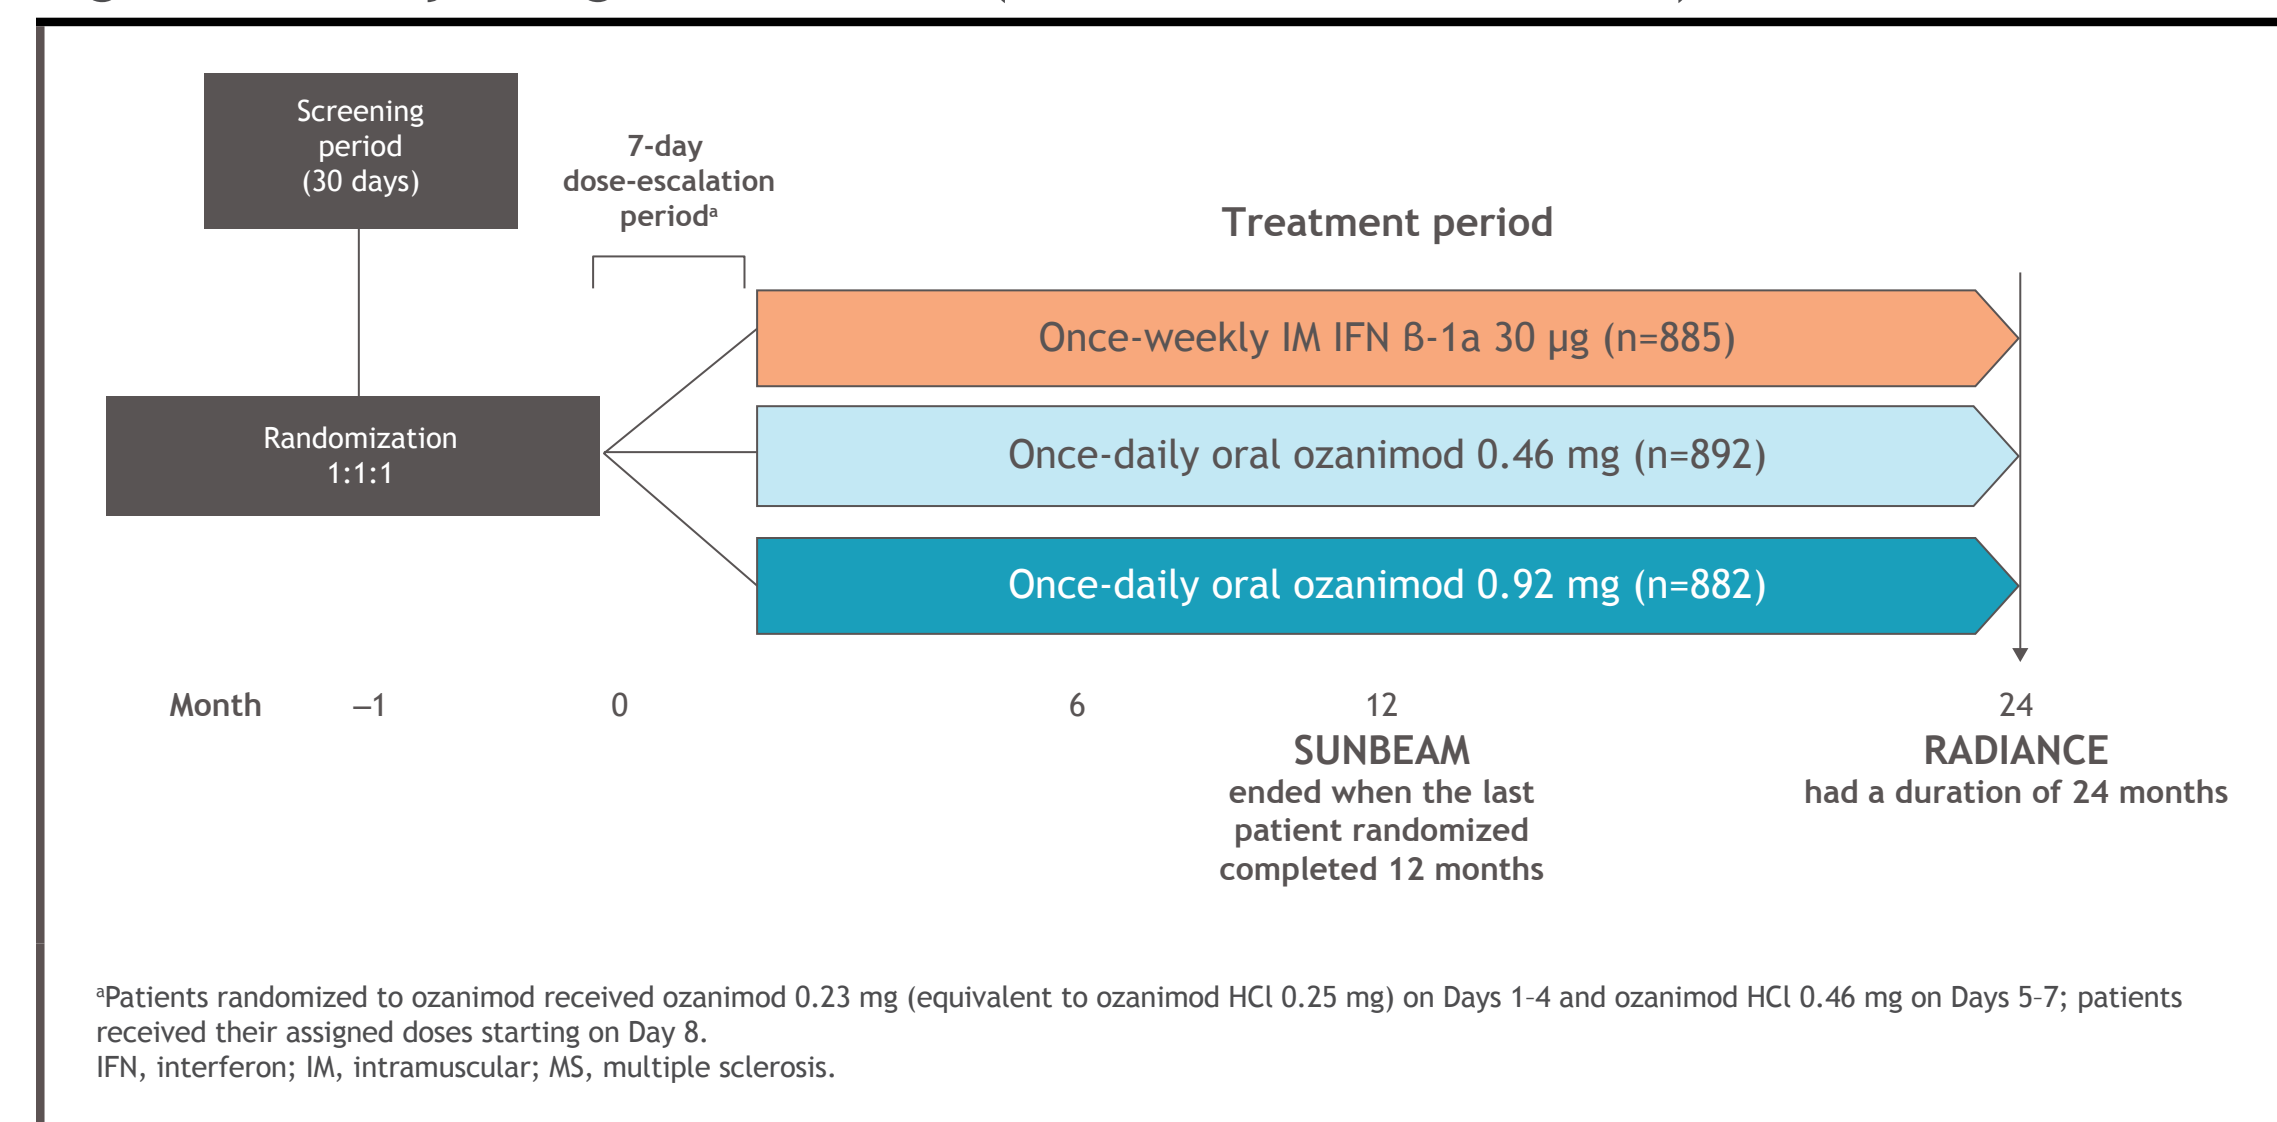 Screening
period
(30 days)
7-day
dose-escalation
periodᵃ
Treatment period
Once-weekly IM IFN ß-1a 30 µg (n=885)
Randomization
1:1:1
Once-daily oral ozanimod 0.46 mg (n=892)
Once-daily oral ozanimod 0.92 mg (n=882)
Month –1 0 6 12 24
SUNBEAM
ended when the last
patient randomized
completed 12 months
RADIANCE
had a duration of 24 months
ᵃPatients randomized to ozanimod received ozanimod 0.23 mg (equivalent to ozanimod HCl 0.25 mg) on Days 1–4 and ozanimod HCl 0.46 mg on Days 5–7; patients
received their assigned doses starting on Day 8.
IFN, interferon; IM, intramuscular; MS, multiple sclerosis.